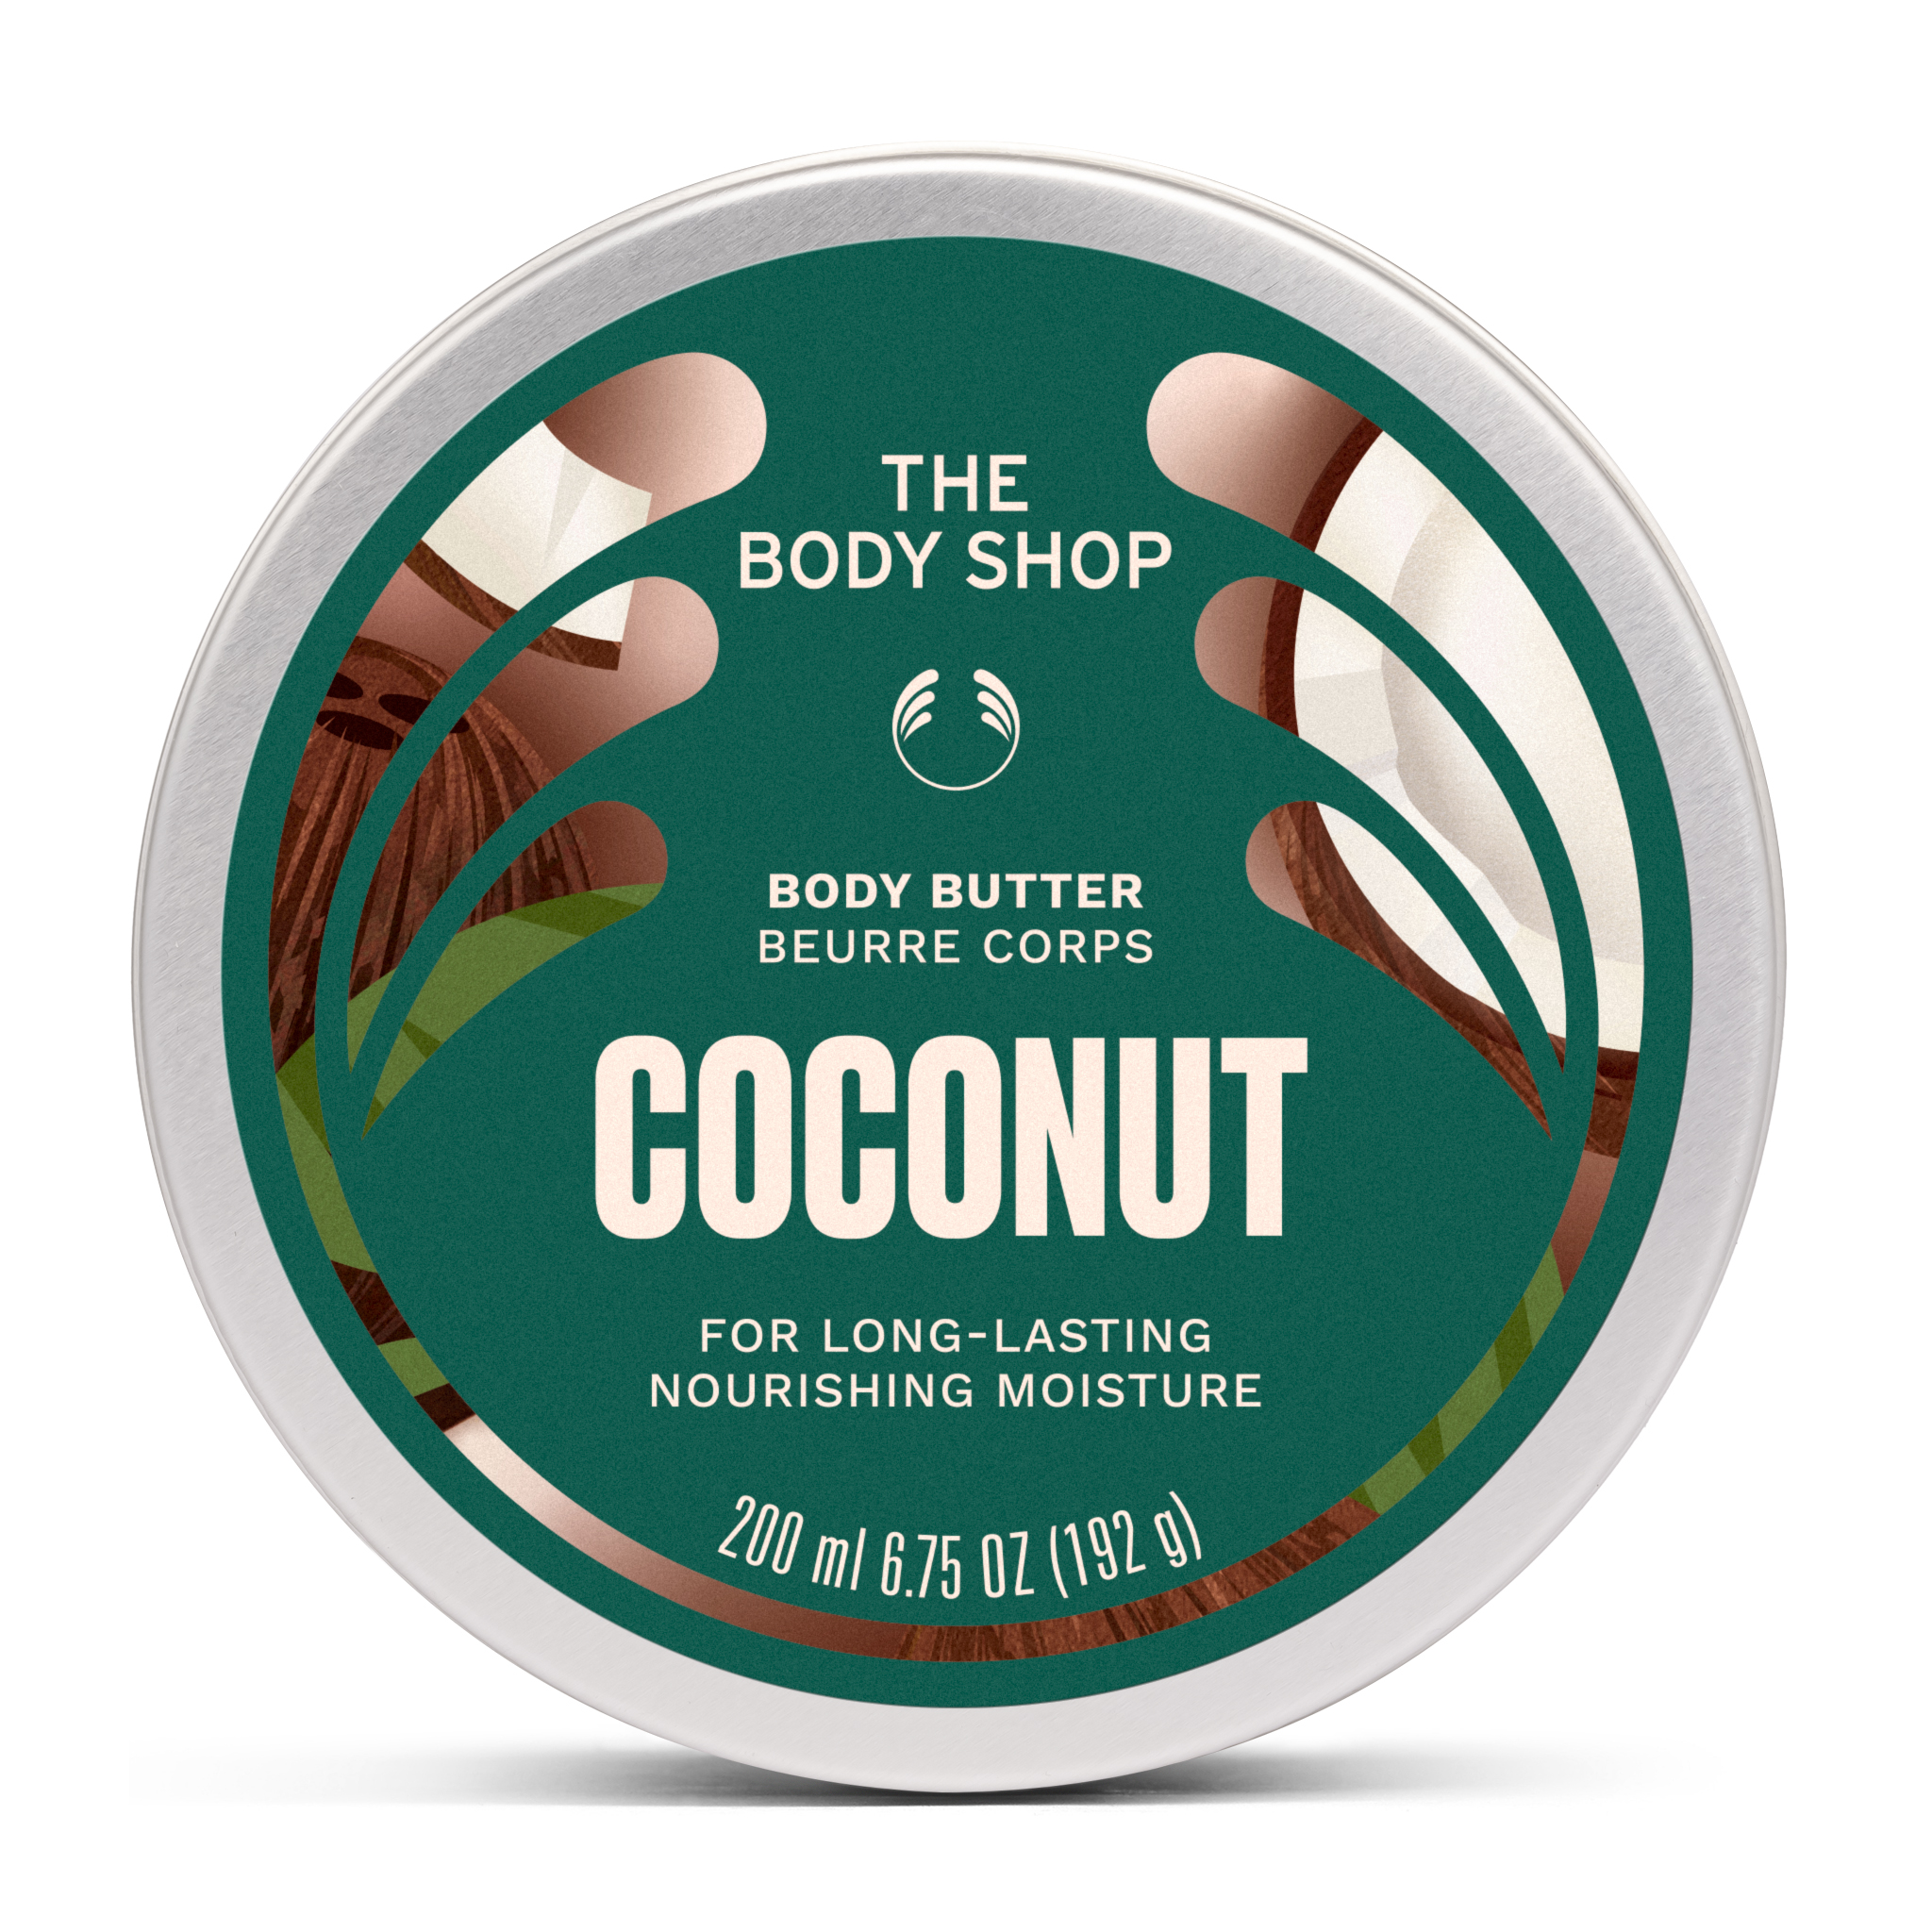 THE
BODY SHOP
BODY BUTTER
BEURRE CORPS
COCONUT
FOR LONG-LASTING
NOURISHING MOISTURE
200 ml 6.75 OZ (192 g)